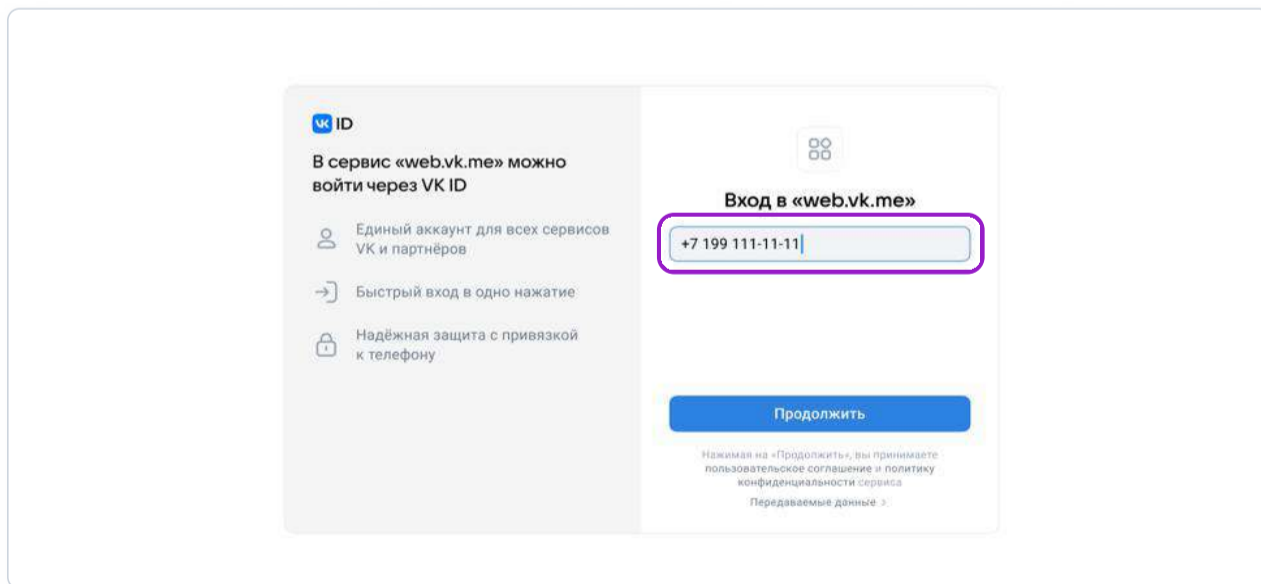 VK ID
В сервис «web.vk.me» можно
войти через VK ID
Единый аккаунт для всех сервисов
VK и партнёров
Быстрый вход в одно нажатие
Надёжная защита с привязкой
к телефону
Вход в «web.vk.me»
+7 199 111-11-11
Продолжить
Нажимая на «Продолжить», вы принимаете
пользовательское соглашение и политику
конфиденциальности сервиса
Передаваемые данные >